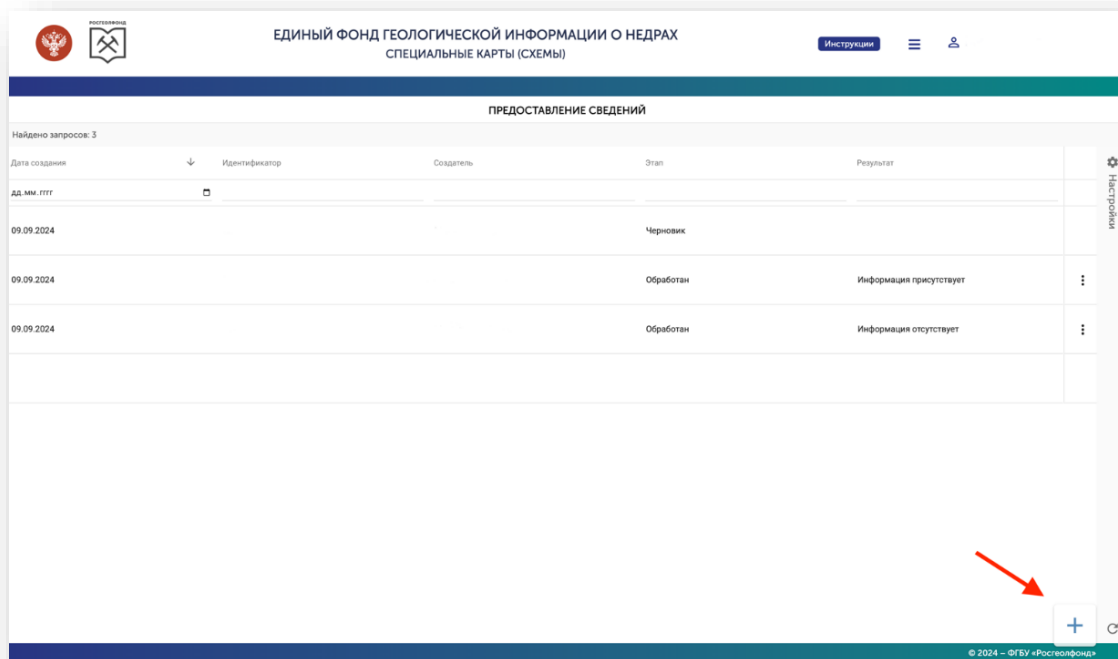 РОСГЕОЛФОНД
ЕДИНЫЙ ФОНД ГЕОЛОГИЧЕСКОЙ ИНФОРМАЦИИ О НЕДРАХ
СПЕЦИАЛЬНЫЕ КАРТЫ (СХЕМЫ)
Инструкции
ПРЕДОСТАВЛЕНИЕ СВЕДЕНИЙ
Найдено запросов: 3
Дата создания Идентификатор Создатель Этап Результат
Настройки
дд.мм.гггг
09.09.2024 Черновик
09.09.2024 Обработан Информация присутствует
09.09.2024 Обработан Информация отсутствует
© 2024 – ФГБУ «Росгеолфонд»